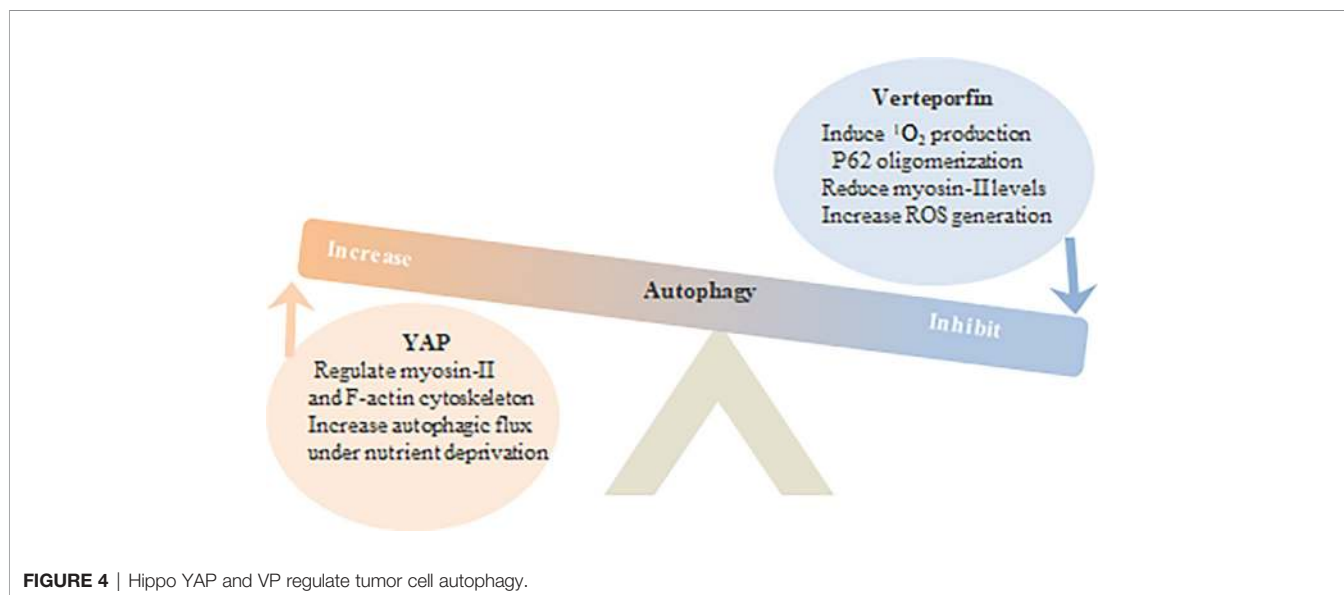 Verteporfin
Induce ¹O₂ production
P62 oligomerization
Reduce myosin-II levels
Increase ROS generation
Increase
Autophagy
Inhibit
YAP
Regulate myosin-II
and F-actin cytoskeleton
Increase autophagic flux
under nutrient deprivation
FIGURE 4 | Hippo YAP and VP regulate tumor cell autophagy.